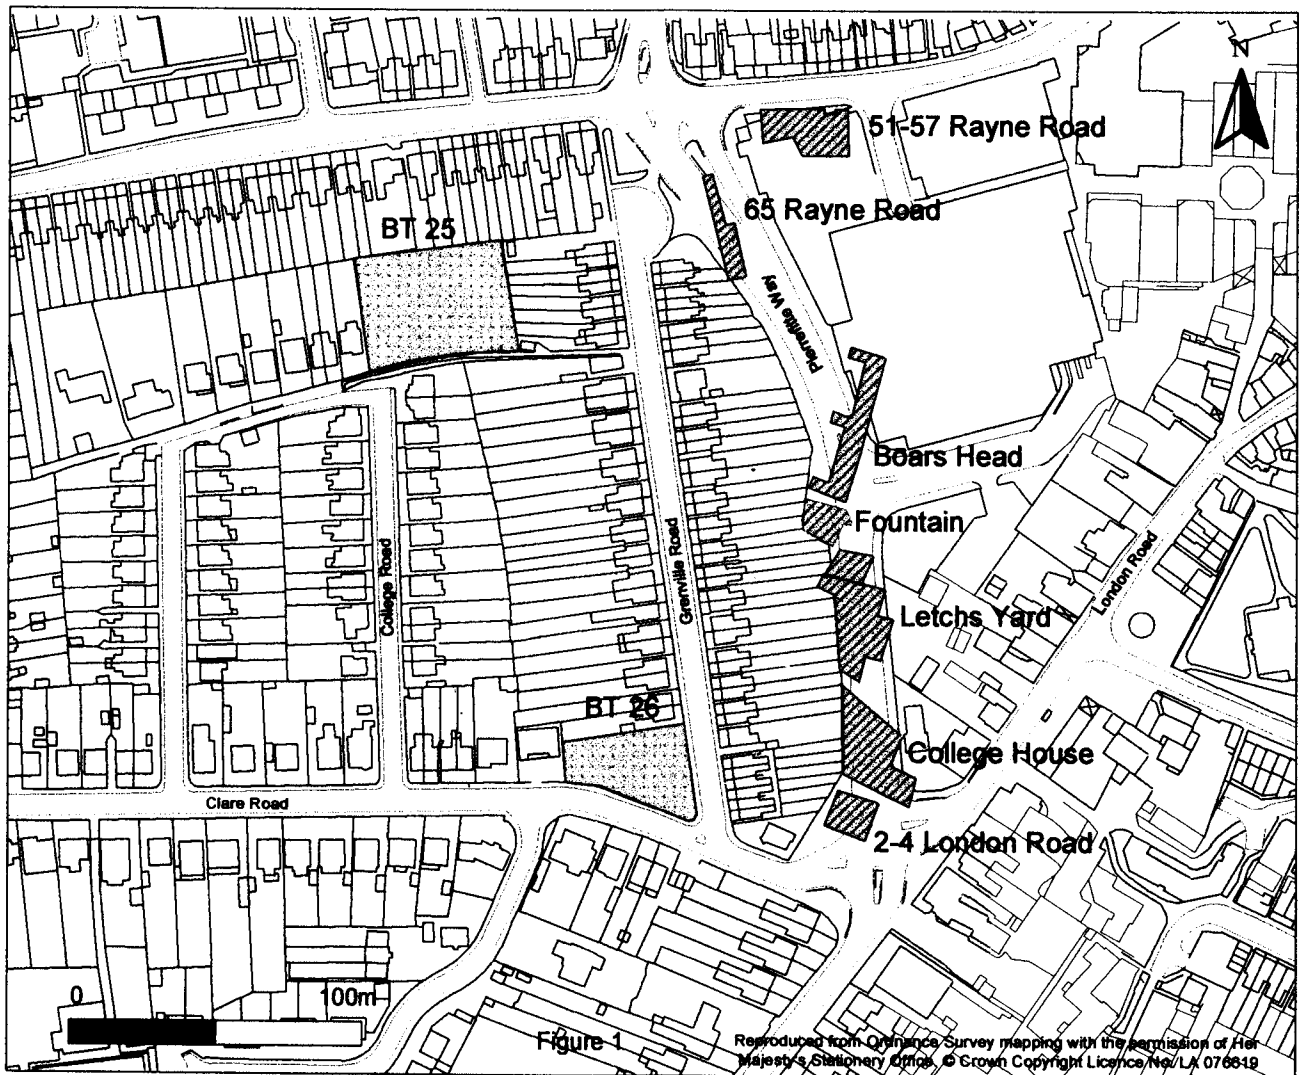 N
51-57 Rayne Road
65 Rayne Road
BT 25
Pierrefitte Way
Boars Head
Fountain
College Road
Grenville Road
London Road
Letchs Yard
BT 26
College House
Clare Road
2-4 London Road
0 100m
Figure 1
Reproduced from Ordnance Survey mapping with the permission of Her
Majesty's Stationery Office. © Crown Copyright Licence No. LA 076619